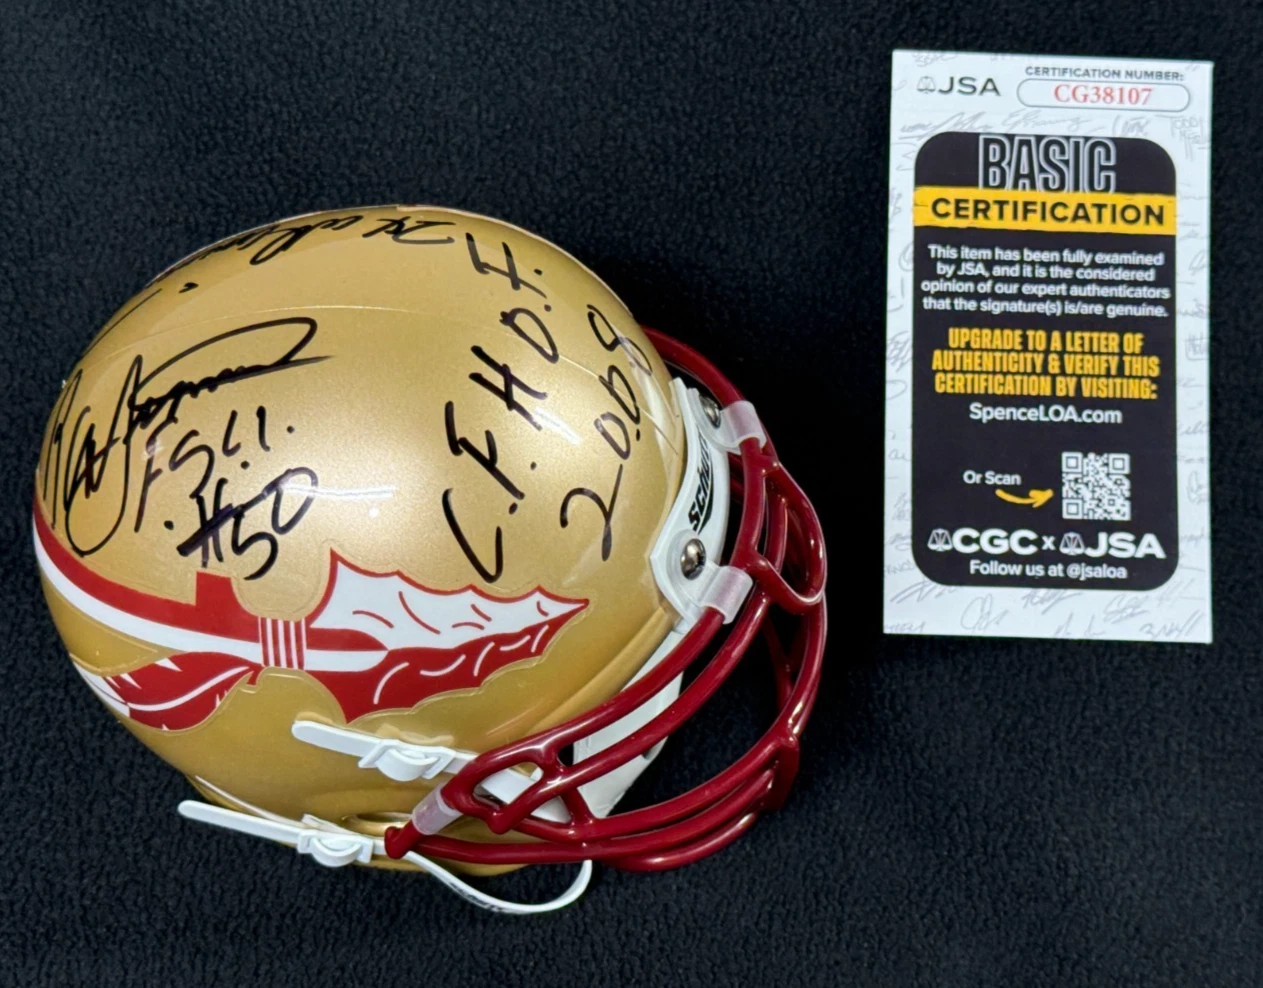 F.S.U.
#50
C.F.H.O.F.
2008
SCHUTT
JSA
CERTIFICATION NUMBER:
CG38107
BASIC
CERTIFICATION
This item has been fully examined
by JSA, and it is the considered
opinion of our expert authenticators
that the signature(s) is/are genuine.
UPGRADE TO A LETTER OF
AUTHENTICITY & VERIFY THIS
CERTIFICATION BY VISITING:
SpenceLOA.com
Or Scan
CGC x JSA
Follow us at @jsaloa